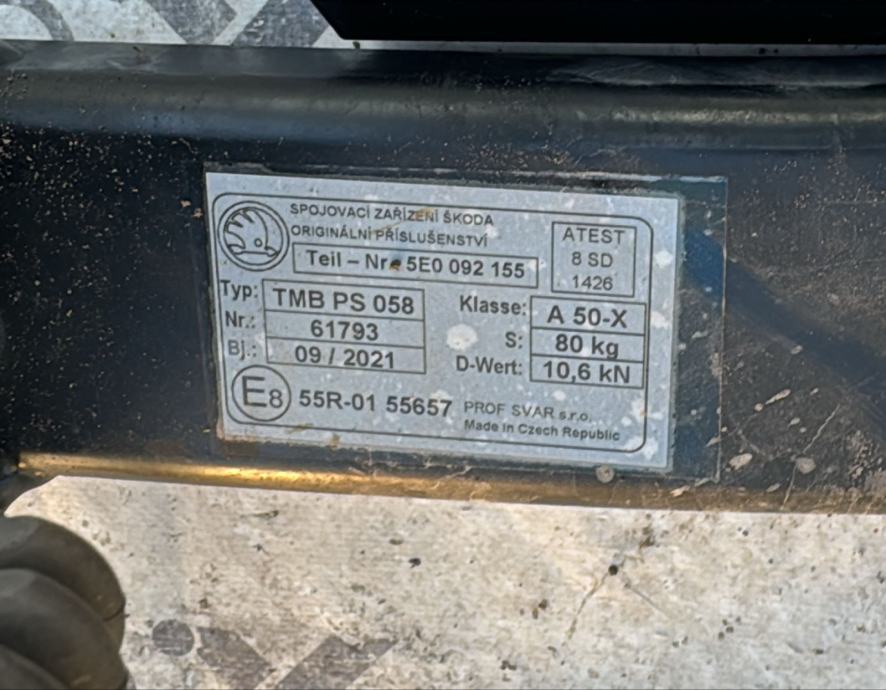 SPOJOVACÍ ZAŘÍZENÍ ŠKODA
ORIGINÁLNÍ PŘÍSLUŠENSTVÍ
Teil – Nr. 5E0 092 155
ATEST
8 SD
1426
Typ: TMB PS 058
Nr.: 61793
Bj.: 09 / 2021
Klasse: A 50-X
S: 80 kg
D-Wert: 10,6 kN
E8 55R-01 55657
PROF SVAR s.r.o.
Made in Czech Republic